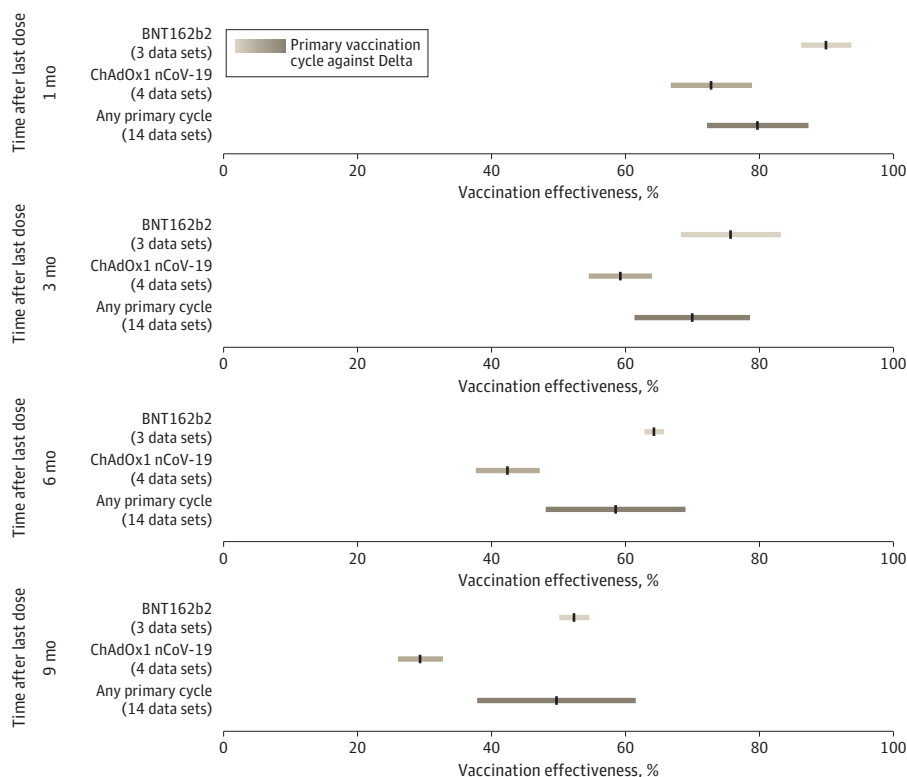 Primary vaccination
cycle against Delta
Time after last dose
1 mo
BNT162b2
(3 data sets)
ChAdOx1 nCoV-19
(4 data sets)
Any primary cycle
(14 data sets)
0 20 40 60 80 100
Vaccination effectiveness, %
Time after last dose
3 mo
BNT162b2
(3 data sets)
ChAdOx1 nCoV-19
(4 data sets)
Any primary cycle
(14 data sets)
0 20 40 60 80 100
Vaccination effectiveness, %
Time after last dose
6 mo
BNT162b2
(3 data sets)
ChAdOx1 nCoV-19
(4 data sets)
Any primary cycle
(14 data sets)
0 20 40 60 80 100
Vaccination effectiveness, %
Time after last dose
9 mo
BNT162b2
(3 data sets)
ChAdOx1 nCoV-19
(4 data sets)
Any primary cycle
(14 data sets)
0 20 40 60 80 100
Vaccination effectiveness, %